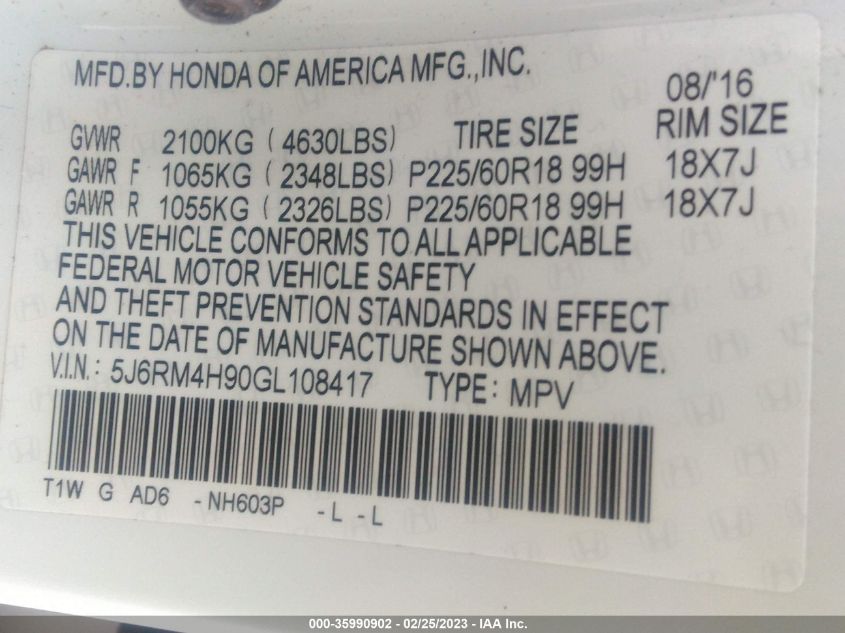 MFD.BY HONDA OF AMERICA MFG.,INC.
08/'16
GVWR 2100KG ( 4630LBS) TIRE SIZE RIM SIZE
GAWR F 1065KG ( 2348LBS) P225/60R18 99H 18X7J
GAWR R 1055KG ( 2326LBS) P225/60R18 99H 18X7J
THIS VEHICLE CONFORMS TO ALL APPLICABLE
FEDERAL MOTOR VEHICLE SAFETY
AND THEFT PREVENTION STANDARDS IN EFFECT
ON THE DATE OF MANUFACTURE SHOWN ABOVE.
V.I.N.: 5J6RM4H90GL108417 TYPE: MPV
T1W G AD6 -NH603P -L -L
000-35990902 - 02/25/2023 - IAA Inc.